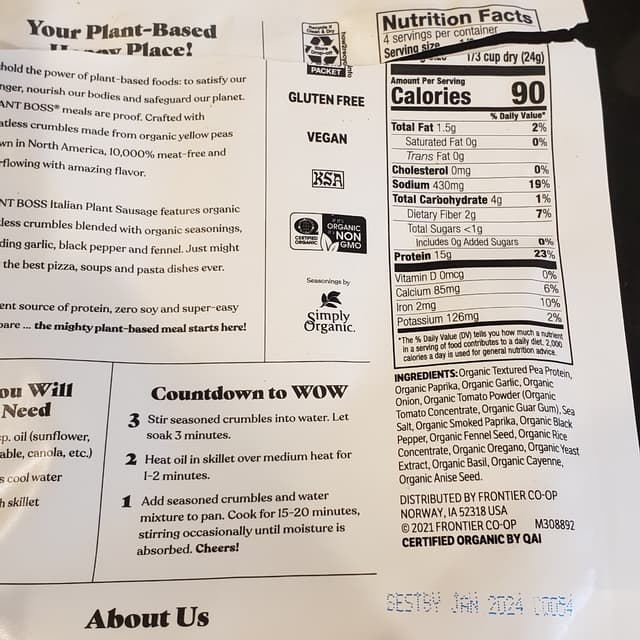 Your Plant-Based
Happy Place!
hold the power of plant-based foods: to satisfy our
nger, nourish our bodies and safeguard our planet.
ANT BOSS® meals are proof. Crafted with
atless crumbles made from organic yellow peas
wn in North America, 10,000% meat-free and
rflowing with amazing flavor.
NT BOSS Italian Plant Sausage features organic
less crumbles blended with organic seasonings,
ding garlic, black pepper and fennel. Just might
the best pizza, soups and pasta dishes ever.
ent source of protein, zero soy and super-easy
pare ... the mighty plant-based meal starts here!
Store
Drop-off
PACKET
how2recycle.info
GLUTEN FREE
VEGAN
KSA
CERTIFIED
ORGANIC
ORGANIC
IS NON
GMO
Seasonings by
Simply
Organic.
ou Will
Need
sp. oil (sunflower,
able, canola, etc.)
s cool water
h skillet
Countdown to WOW
3 Stir seasoned crumbles into water. Let
soak 3 minutes.
2 Heat oil in skillet over medium heat for
1-2 minutes.
1 Add seasoned crumbles and water
mixture to pan. Cook for 15-20 minutes,
stirring occasionally until moisture is
absorbed. Cheers!
About Us
Nutrition Facts
4 servings per container
Serving size 1/3 cup dry (24g)
Amount Per Serving
Calories 90
% Daily Value*
Total Fat 1.5g 2%
Saturated Fat 0g 0%
Trans Fat 0g
Cholesterol 0mg 0%
Sodium 430mg 19%
Total Carbohydrate 4g 1%
Dietary Fiber 2g 7%
Total Sugars <1g
Includes 0g Added Sugars 0%
Protein 15g 23%
Vitamin D 0mcg 0%
Calcium 85mg 6%
Iron 2mg 10%
Potassium 126mg 2%
*The % Daily Value (DV) tells you how much a nutrient
in a serving of food contributes to a daily diet. 2,000
calories a day is used for general nutrition advice.
INGREDIENTS: Organic Textured Pea Protein,
Organic Paprika, Organic Garlic, Organic
Onion, Organic Tomato Powder (Organic
Tomato Concentrate, Organic Guar Gum), Sea
Salt, Organic Smoked Paprika, Organic Black
Pepper, Organic Fennel Seed, Organic Rice
Concentrate, Organic Oregano, Organic Yeast
Extract, Organic Basil, Organic Cayenne,
Organic Anise Seed.
DISTRIBUTED BY FRONTIER CO-OP
NORWAY, IA 52318 USA
© 2021 FRONTIER CO-OP M308892
CERTIFIED ORGANIC BY QAI
BESTBY JAN 2024